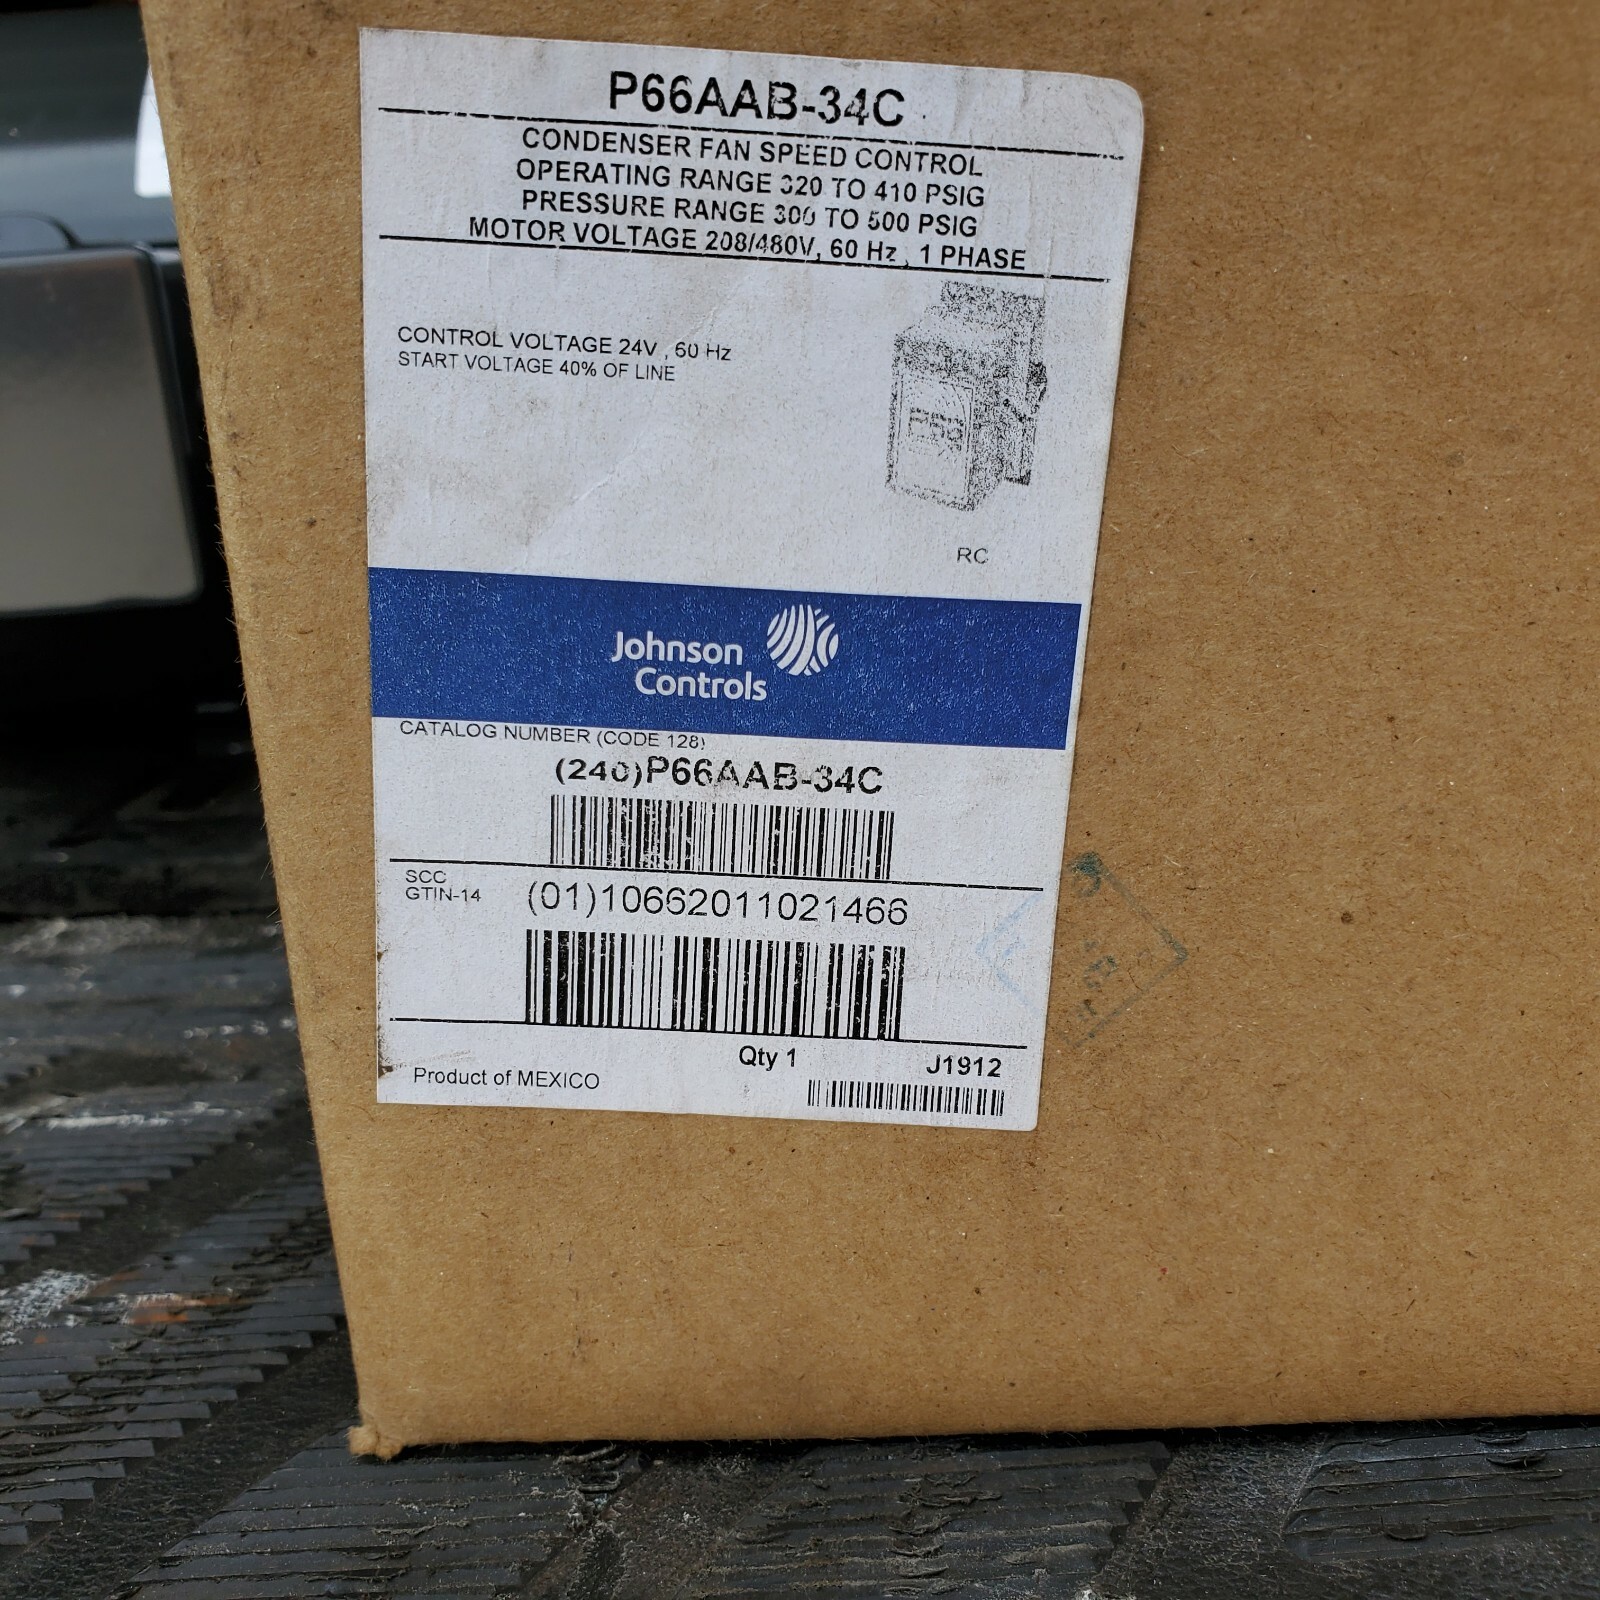 P66AAB-34C
CONDENSER FAN SPEED CONTROL
OPERATING RANGE 320 TO 410 PSIG
PRESSURE RANGE 300 TO 500 PSIG
MOTOR VOLTAGE 208/480V, 60 Hz , 1 PHASE
CONTROL VOLTAGE 24V , 60 Hz
START VOLTAGE 40% OF LINE
RC
Johnson
Controls
CATALOG NUMBER (CODE 128)
(240)P66AAB-34C
SCC
GTIN-14
(01)10662011021466
Qty 1
J1912
Product of MEXICO